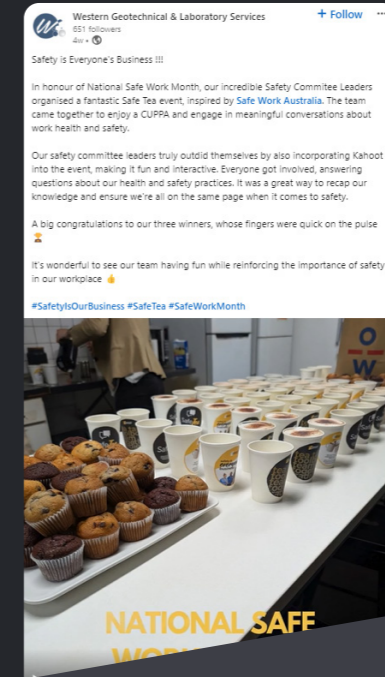 Western Geotechnical & Laboratory Services
+ Follow
651 followers
4w •
Safety is Everyone's Business !!!
In honour of National Safe Work Month, our incredible Safety Commitee Leaders
organised a fantastic Safe Tea event, inspired by Safe Work Australia. The team
came together to enjoy a CUPPA and engage in meaningful conversations about
work health and safety.
Our safety committee leaders truly outdid themselves by also incorporating Kahoot
into the event, making it fun and interactive. Everyone got involved, answering
questions about our health and safety practices. It was a great way to recap our
knowledge and ensure we're all on the same page when it comes to safety.
A big congratulations to our three winners, whose fingers were quick on the pulse
🏆
It's wonderful to see our team having fun while reinforcing the importance of safety
in our workplace 👍
#SafetyIsOurBusiness #SafeTea #SafeWorkMonth
NATIONAL SAFE